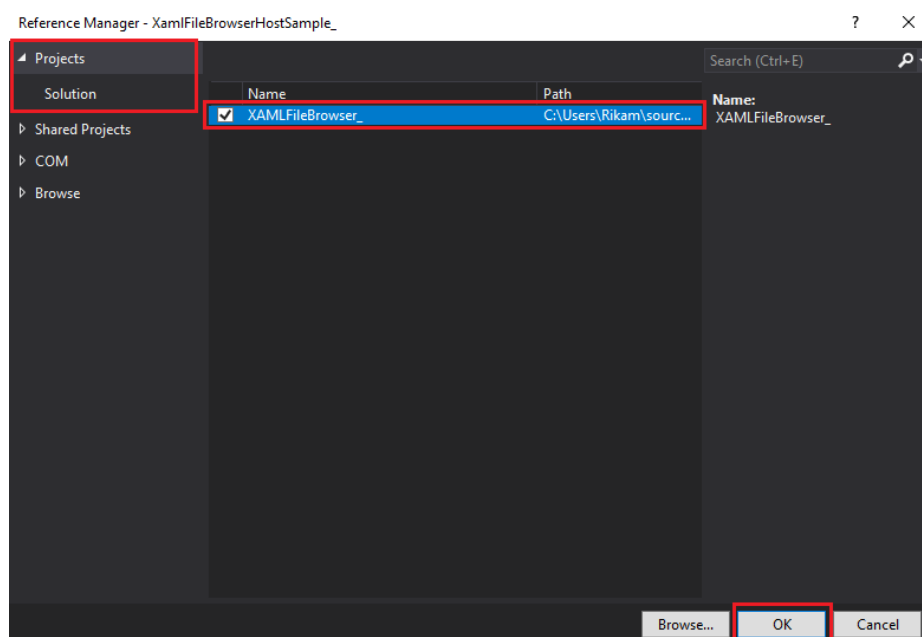 Reference Manager - XamlFileBrowserHostSample_ ?
Projects
Search (Ctrl+E)
Solution
Name Path
Name:
XAMLFileBrowser_ C:\Users\Rikam\sourc...
XAMLFileBrowser_
Shared Projects
COM
Browse
Browse... OK Cancel